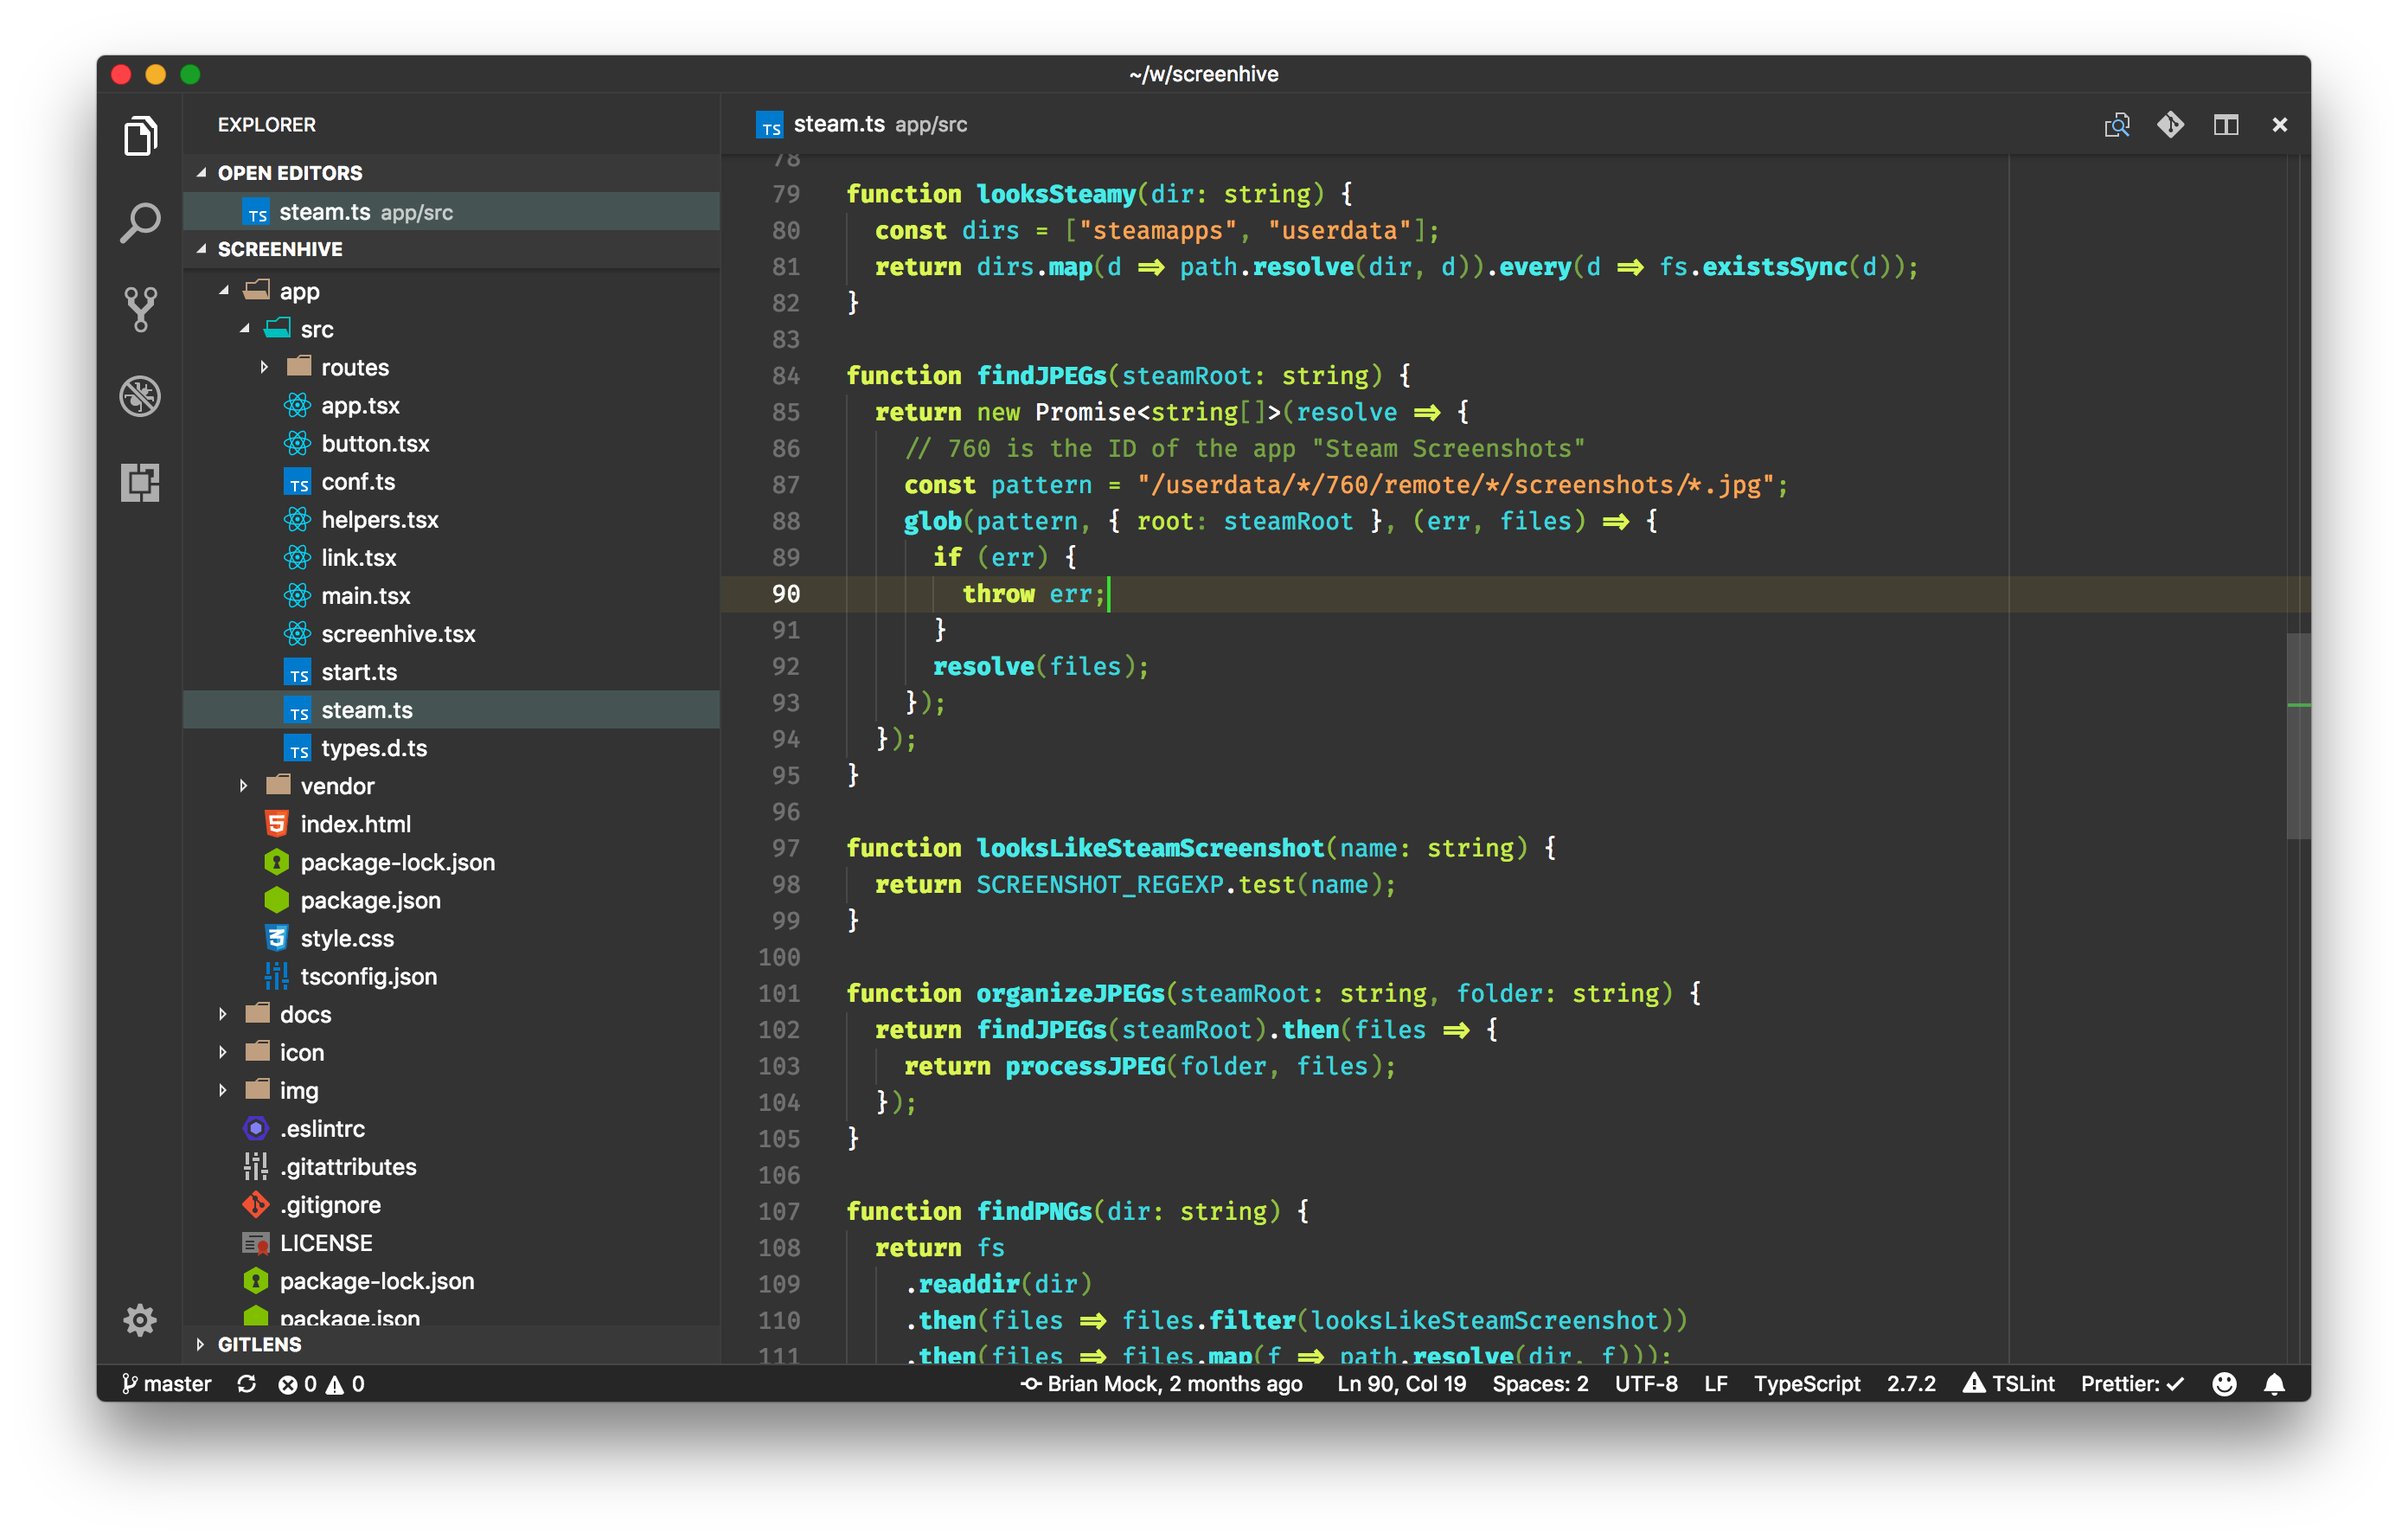 ~/w/screenhive
EXPLORER
OPEN EDITORS
TS steam.ts app/src
SCREENHIVE
app
src
routes
app.tsx
button.tsx
TS conf.ts
helpers.tsx
link.tsx
main.tsx
screenhive.tsx
TS start.ts
TS steam.ts
TS types.d.ts
vendor
index.html
package-lock.json
package.json
style.css
tsconfig.json
docs
icon
img
.eslintrc
.gitattributes
.gitignore
LICENSE
package-lock.json
package.json
GITLENS
TS steam.ts app/src
78
79 function looksSteamy(dir: string) {
80 const dirs = ["steamapps", "userdata"];
81 return dirs.map(d => path.resolve(dir, d)).every(d => fs.existsSync(d));
82 }
83
84 function findJPEGs(steamRoot: string) {
85 return new Promise<string[]>(resolve => {
86 // 760 is the ID of the app "Steam Screenshots"
87 const pattern = "/userdata/*/760/remote/*/screenshots/*.jpg";
88 glob(pattern, { root: steamRoot }, (err, files) => {
89 if (err) {
90 throw err;
91 }
92 resolve(files);
93 });
94 });
95 }
96
97 function looksLikeSteamScreenshot(name: string) {
98 return SCREENSHOT_REGEXP.test(name);
99 }
100
101 function organizeJPEGs(steamRoot: string, folder: string) {
102 return findJPEGs(steamRoot).then(files => {
103 return processJPEG(folder, files);
104 });
105 }
106
107 function findPNGs(dir: string) {
108 return fs
109 .readdir(dir)
110 .then(files => files.filter(looksLikeSteamScreenshot))
111 .then(files => files.map(f => path.resolve(dir, f)));
master 0 0 Brian Mock, 2 months ago Ln 90, Col 19 Spaces: 2 UTF-8 LF TypeScript 2.7.2 TSLint Prettier: ✓